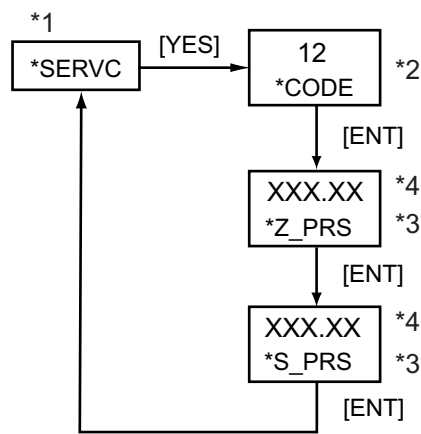 *1
*SERVC
[YES]
12
*CODE
*2
[ENT]
XXX.XX
*4
*Z_PRS
*3
[ENT]
XXX.XX
*4
*S_PRS
*3
[ENT]